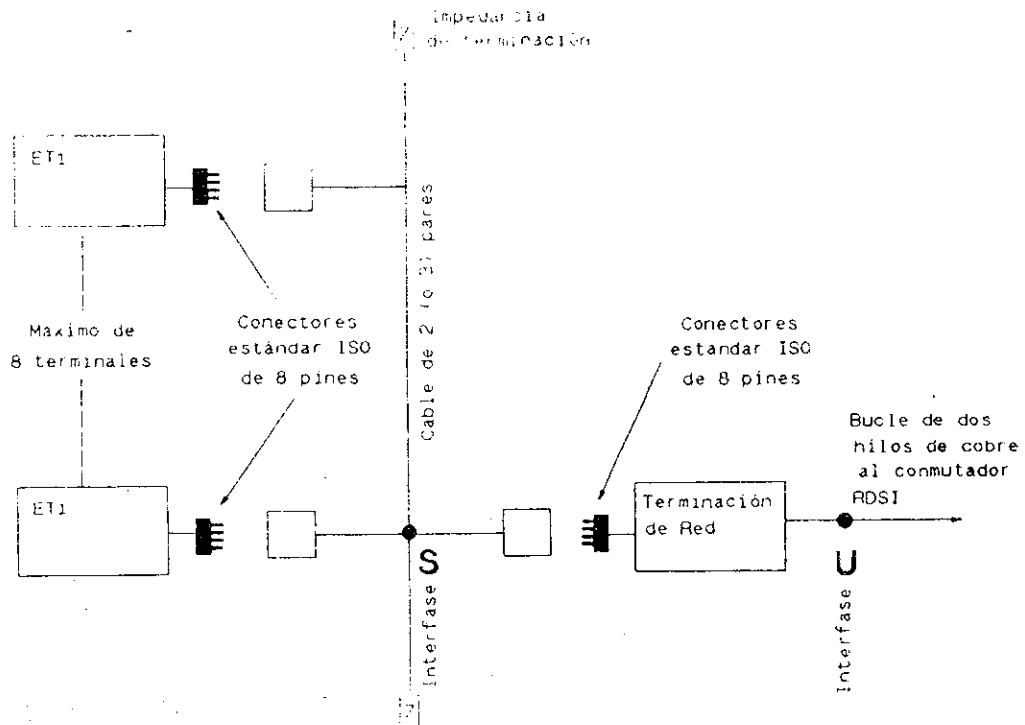 Impedancia
de terminación
ET1
Cable de 2 (o 3) pares
Máximo de
8 terminales
Conectores
estándar ISO
de 8 pines
Conectores
estándar ISO
de 8 pines
Bucle de dos
hilos de cobre
al conmutador
RDSI
ET1
Terminación
de Red
S
Interfase
U
Interfase